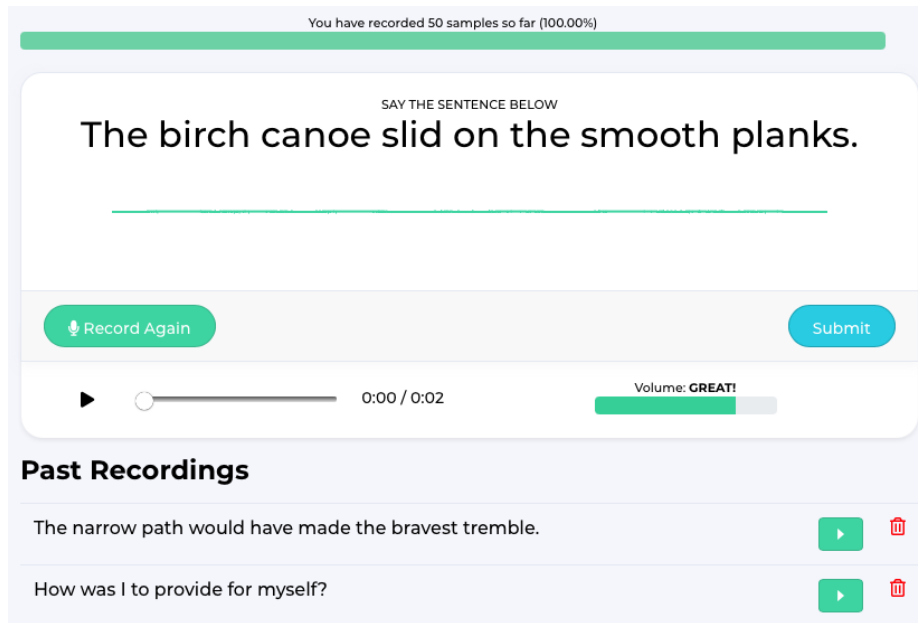 You have recorded 50 samples so far (100.00%)
SAY THE SENTENCE BELOW
The birch canoe slid on the smooth planks.
Record Again
Submit
0:00 / 0:02
Volume: GREAT!
Past Recordings
The narrow path would have made the bravest tremble.
How was I to provide for myself?